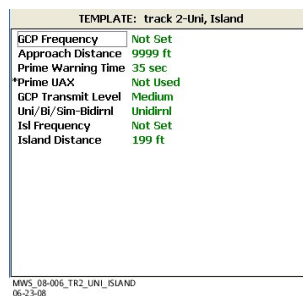 TEMPLATE: track 2-Uni, Island
GCP Frequency Not Set
Approach Distance 9999 ft
Prime Warning Time 35 sec
*Prime UAX Not Used
GCP Transmit Level Medium
Uni/Bi/Sim-Bidirnl Unidirnl
Isl Frequency Not Set
Island Distance 199 ft
MWS_08-006_TR2_UNI_ISLAND
06-23-08